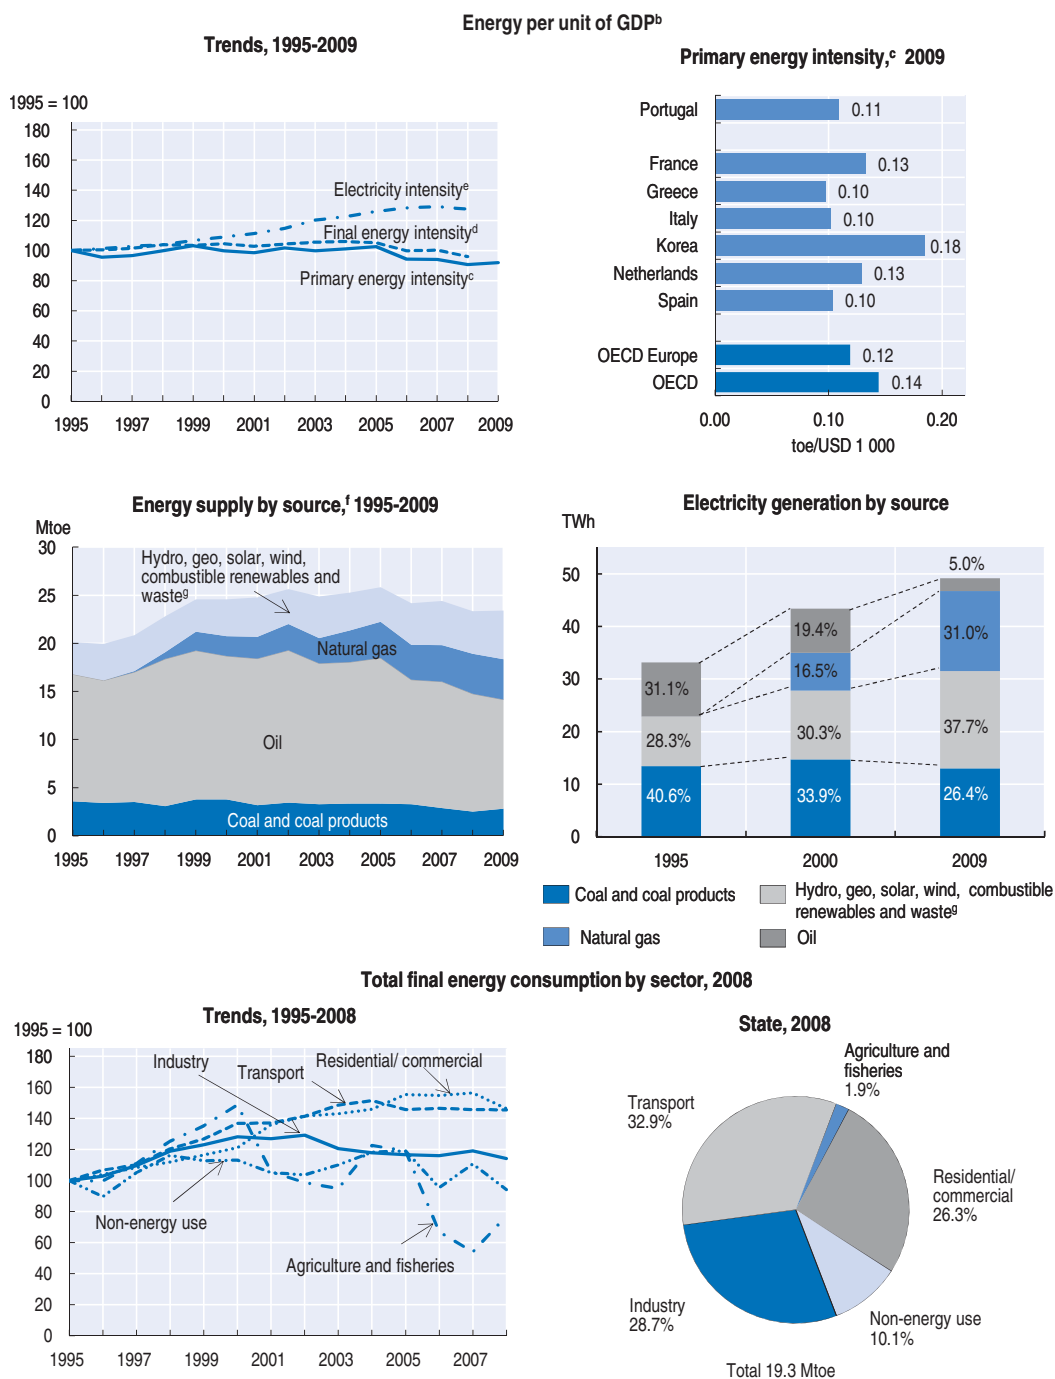 Energy per unit of GDPᵇ
Trends, 1995-2009
1995 = 100
180
160
140
120
100
80
60
40
20
0
Electricity intensityᵉ
Final energy intensityᵈ
Primary energy intensityᶜ
1995 1997 1999 2001 2003 2005 2007 2009
Primary energy intensity,ᶜ 2009
Portugal 0.11
France 0.13
Greece 0.10
Italy 0.10
Korea 0.18
Netherlands 0.13
Spain 0.10
OECD Europe 0.12
OECD 0.14
0.00 0.10 0.20
toe/USD 1 000
Energy supply by source,ᶠ 1995-2009
Mtoe
30
25
20
15
10
5
0
Hydro, geo, solar, wind,
combustible renewables and
wasteᵍ
Natural gas
Oil
Coal and coal products
1995 1997 1999 2001 2003 2005 2007 2009
Electricity generation by source
TWh
50
40
30
20
10
0
31.1%
28.3%
40.6%
19.4%
16.5%
30.3%
33.9%
5.0%
31.0%
37.7%
26.4%
1995 2000 2009
Coal and coal products
Hydro, geo, solar, wind, combustible
renewables and wasteᵍ
Natural gas
Oil
Total final energy consumption by sector, 2008
Trends, 1995-2008
1995 = 100
180
160
140
120
100
80
60
40
20
0
Industry
Transport
Residential/ commercial
Non-energy use
Agriculture and fisheries
1995 1997 1999 2001 2003 2005 2007
State, 2008
Agriculture and
fisheries
1.9%
Transport
32.9%
Residential/
commercial
26.3%
Industry
28.7%
Non-energy use
10.1%
Total 19.3 Mtoe